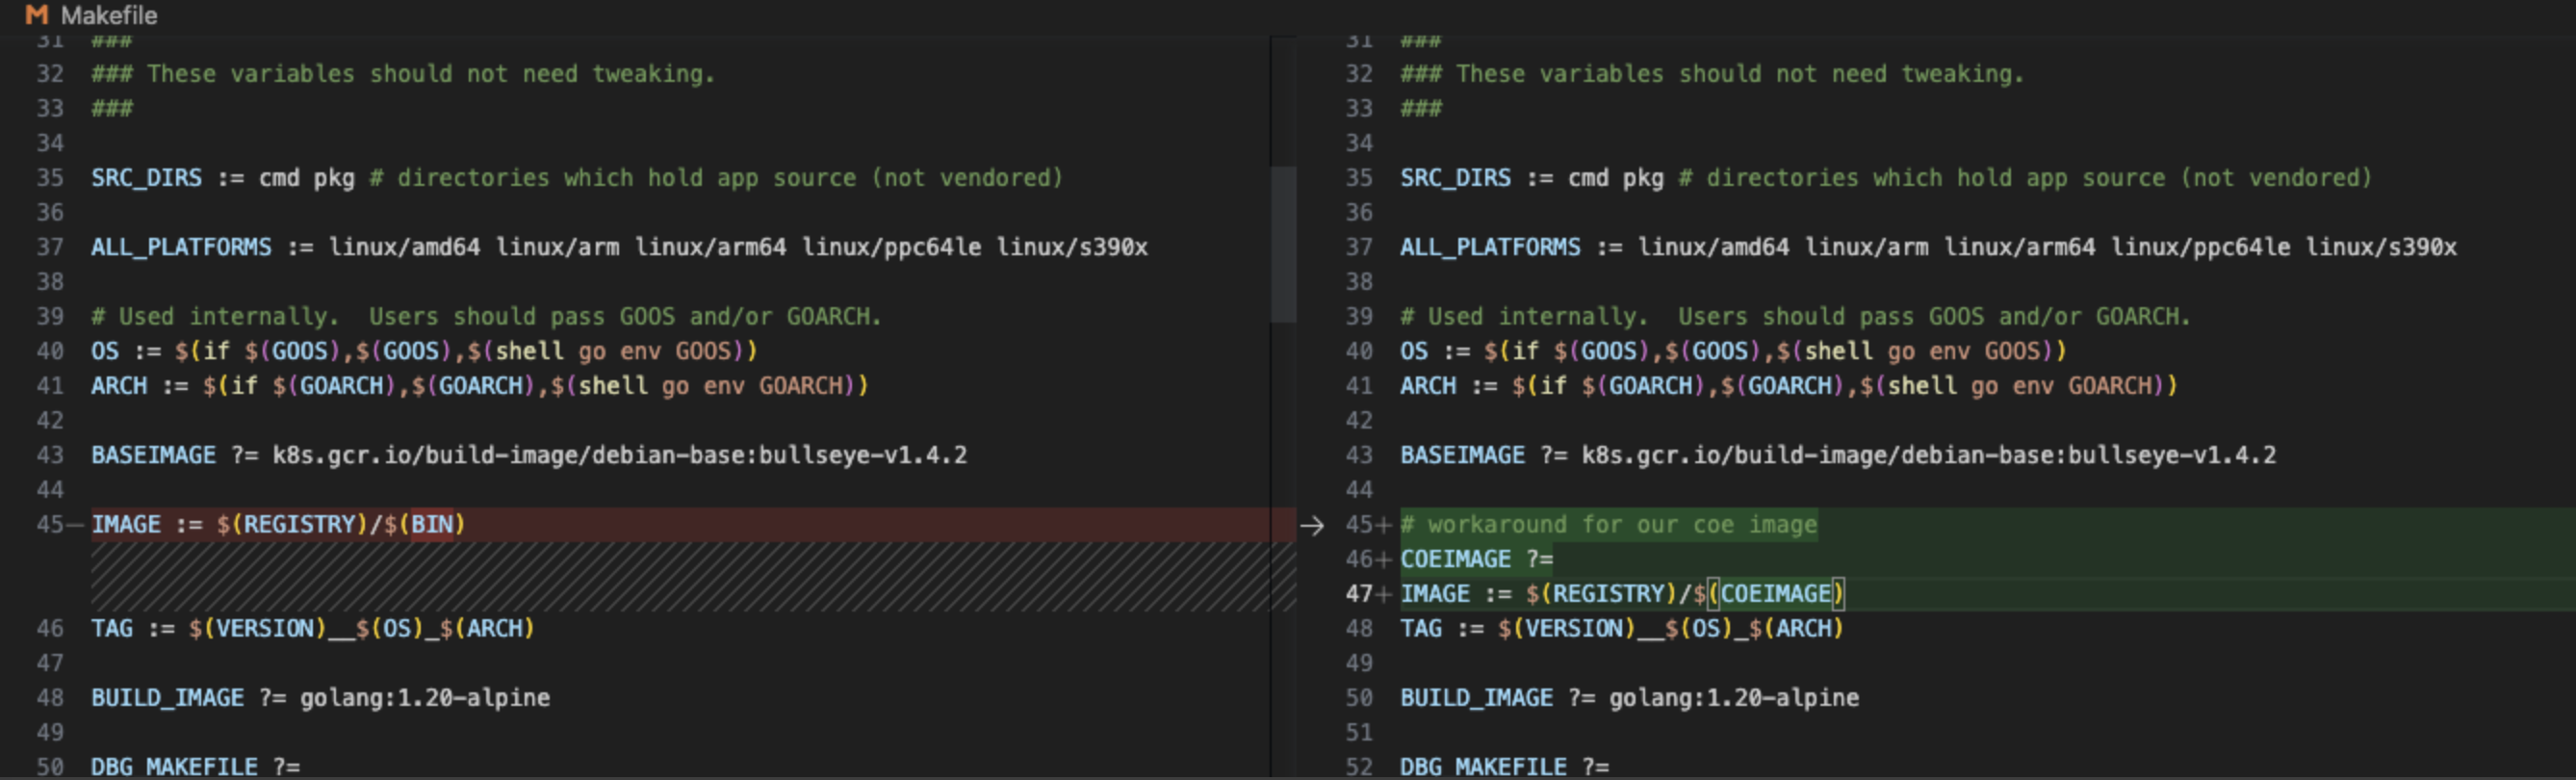 M Makefile
31 ###
32 ### These variables should not need tweaking.
33 ###
34
35 SRC_DIRS := cmd pkg # directories which hold app source (not vendored)
36
37 ALL_PLATFORMS := linux/amd64 linux/arm linux/arm64 linux/ppc64le linux/s390x
38
39 # Used internally.  Users should pass GOOS and/or GOARCH.
40 OS := $(if $(GOOS),$(GOOS),$(shell go env GOOS))
41 ARCH := $(if $(GOARCH),$(GOARCH),$(shell go env GOARCH))
42
43 BASEIMAGE ?= k8s.gcr.io/build-image/debian-base:bullseye-v1.4.2
44
45— IMAGE := $(REGISTRY)/$(BIN)
46 TAG := $(VERSION)__$(OS)_$(ARCH)
47
48 BUILD_IMAGE ?= golang:1.20-alpine
49
50 DBG_MAKEFILE ?=
31 ###
32 ### These variables should not need tweaking.
33 ###
34
35 SRC_DIRS := cmd pkg # directories which hold app source (not vendored)
36
37 ALL_PLATFORMS := linux/amd64 linux/arm linux/arm64 linux/ppc64le linux/s390x
38
39 # Used internally.  Users should pass GOOS and/or GOARCH.
40 OS := $(if $(GOOS),$(GOOS),$(shell go env GOOS))
41 ARCH := $(if $(GOARCH),$(GOARCH),$(shell go env GOARCH))
42
43 BASEIMAGE ?= k8s.gcr.io/build-image/debian-base:bullseye-v1.4.2
44
→ 45+ # workaround for our coe image
46+ COEIMAGE ?=
47+ IMAGE := $(REGISTRY)/$(COEIMAGE)
48 TAG := $(VERSION)__$(OS)_$(ARCH)
49
50 BUILD_IMAGE ?= golang:1.20-alpine
51
52 DBG_MAKEFILE ?=